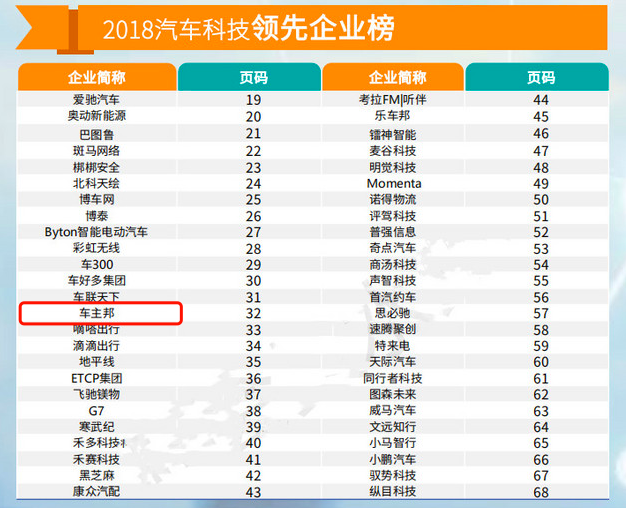 2018汽车科技领先企业榜
企业简称 页码 企业简称 页码
爱驰汽车 19 考拉FM|听伴 44
奥动新能源 20 乐车邦 45
巴图鲁 21 镭神智能 46
斑马网络 22 麦谷科技 47
梆梆安全 23 明觉科技 48
北科天绘 24 Momenta 49
博车网 25 诺得物流 50
博泰 26 评驾科技 51
Byton智能电动汽车 27 普强信息 52
彩虹无线 28 奇点汽车 53
车300 29 商汤科技 54
车好多集团 30 声智科技 55
车联天下 31 首汽约车 56
车主邦 32 思必驰 57
嘀嗒出行 33 速腾聚创 58
滴滴出行 34 特来电 59
地平线 35 天际汽车 60
ETCP集团 36 同行者科技 61
飞驰镁物 37 图森未来 62
G7 38 威马汽车 63
寒武纪 39 文远知行 64
禾多科技 40 小马智行 65
禾赛科技 41 小鹏汽车 66
黑芝麻 42 驭势科技 67
康众汽配 43 纵目科技 68